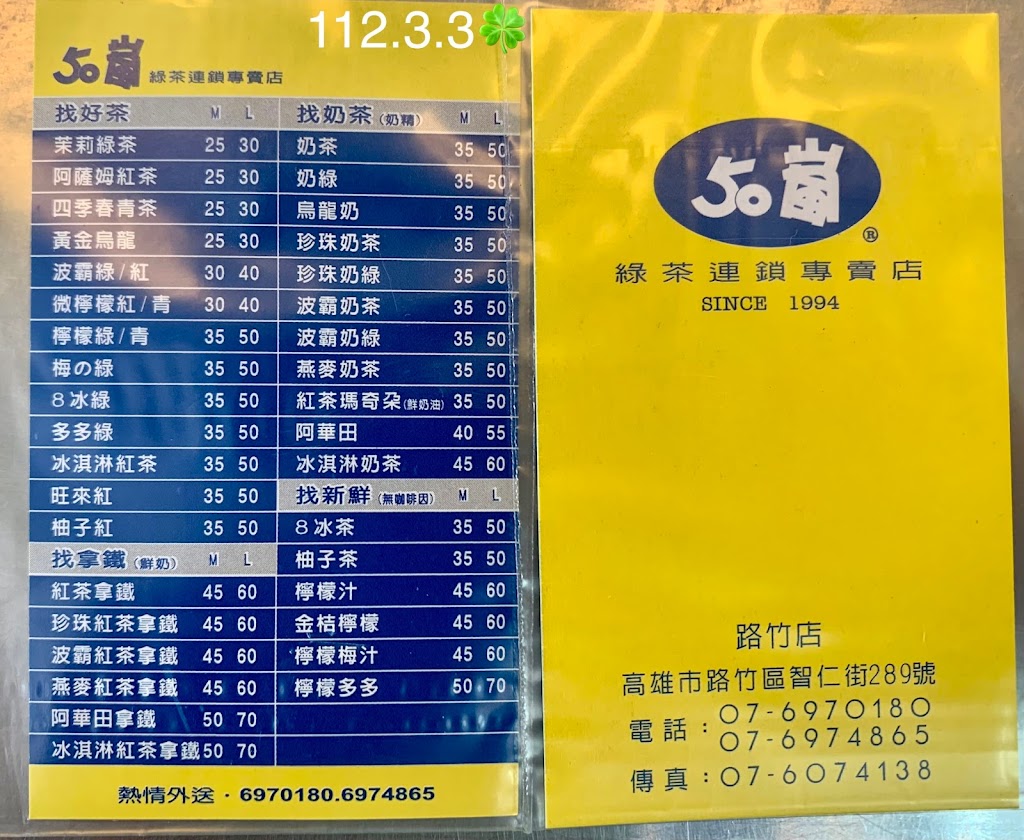 112.3.3
50嵐 綠茶連鎖專賣店
找好茶 M L
茉莉綠茶 25 30
阿薩姆紅茶 25 30
四季春青茶 25 30
黃金烏龍 25 30
波霸綠/紅 30 40
微檸檬紅/青 30 40
檸檬綠/青 35 50
梅の綠 35 50
8冰綠 35 50
多多綠 35 50
冰淇淋紅茶 35 50
旺來紅 35 50
柚子紅 35 50
找拿鐵(鮮奶) M L
紅茶拿鐵 45 60
珍珠紅茶拿鐵 45 60
波霸紅茶拿鐵 45 60
燕麥紅茶拿鐵 45 60
阿華田拿鐵 50 70
冰淇淋紅茶拿鐵 50 70
找奶茶(奶精) M L
奶茶 35 50
奶綠 35 50
烏龍奶 35 50
珍珠奶茶 35 50
珍珠奶綠 35 50
波霸奶茶 35 50
波霸奶綠 35 50
燕麥奶茶 35 50
紅茶瑪奇朵(鮮奶油) 35 50
阿華田 40 55
冰淇淋奶茶 45 60
找新鮮(無咖啡因) M L
8冰茶 35 50
柚子茶 35 50
檸檬汁 45 60
金桔檸檬 45 60
檸檬梅汁 45 60
檸檬多多 50 70
熱情外送·6970180.6974865
50嵐®
綠茶連鎖專賣店
SINCE 1994
路竹店
高雄市路竹區智仁街289號
電話:07-6970180
07-6974865
傳真:07-6074138